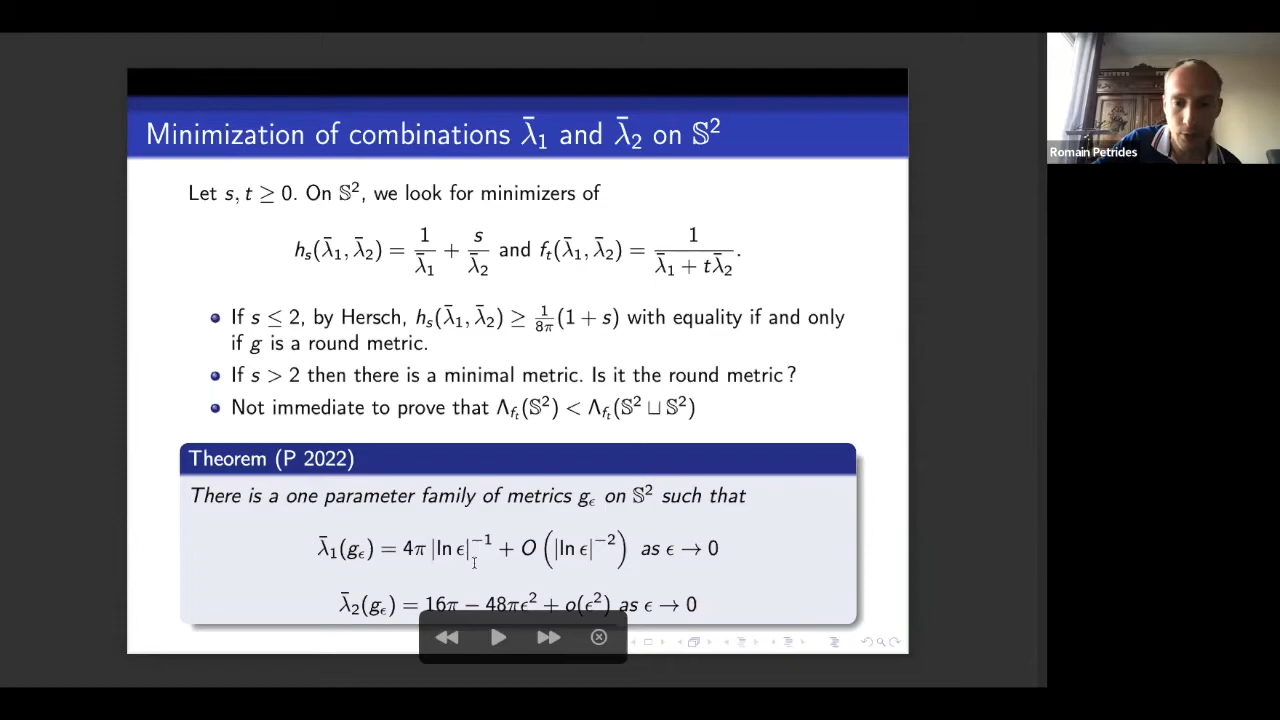 Minimization of combinations λ̄₁ and λ̄₂ on 𝕊²
Romain Petrides
Let s, t ≥ 0. On 𝕊², we look for minimizers of
hₛ(λ̄₁, λ̄₂) = 1/λ̄₁ + s/λ̄₂ and fₜ(λ̄₁, λ̄₂) = 1/(λ̄₁ + tλ̄₂).
If s ≤ 2, by Hersch, hₛ(λ̄₁, λ̄₂) ≥ 1/8π (1 + s) with equality if and only
if g is a round metric.
If s > 2 then there is a minimal metric. Is it the round metric ?
Not immediate to prove that Λ_{fₜ}(𝕊²) < Λ_{fₜ}(𝕊² ⊔ 𝕊²)
Theorem (P 2022)
There is a one parameter family of metrics g_ϵ on 𝕊² such that
λ̄₁(g_ϵ) = 4π |ln ϵ|⁻¹ + O (|ln ϵ|⁻²) as ϵ → 0
λ̄₂(g_ϵ) = 16π − 48πϵ² + o(ϵ²) as ϵ → 0